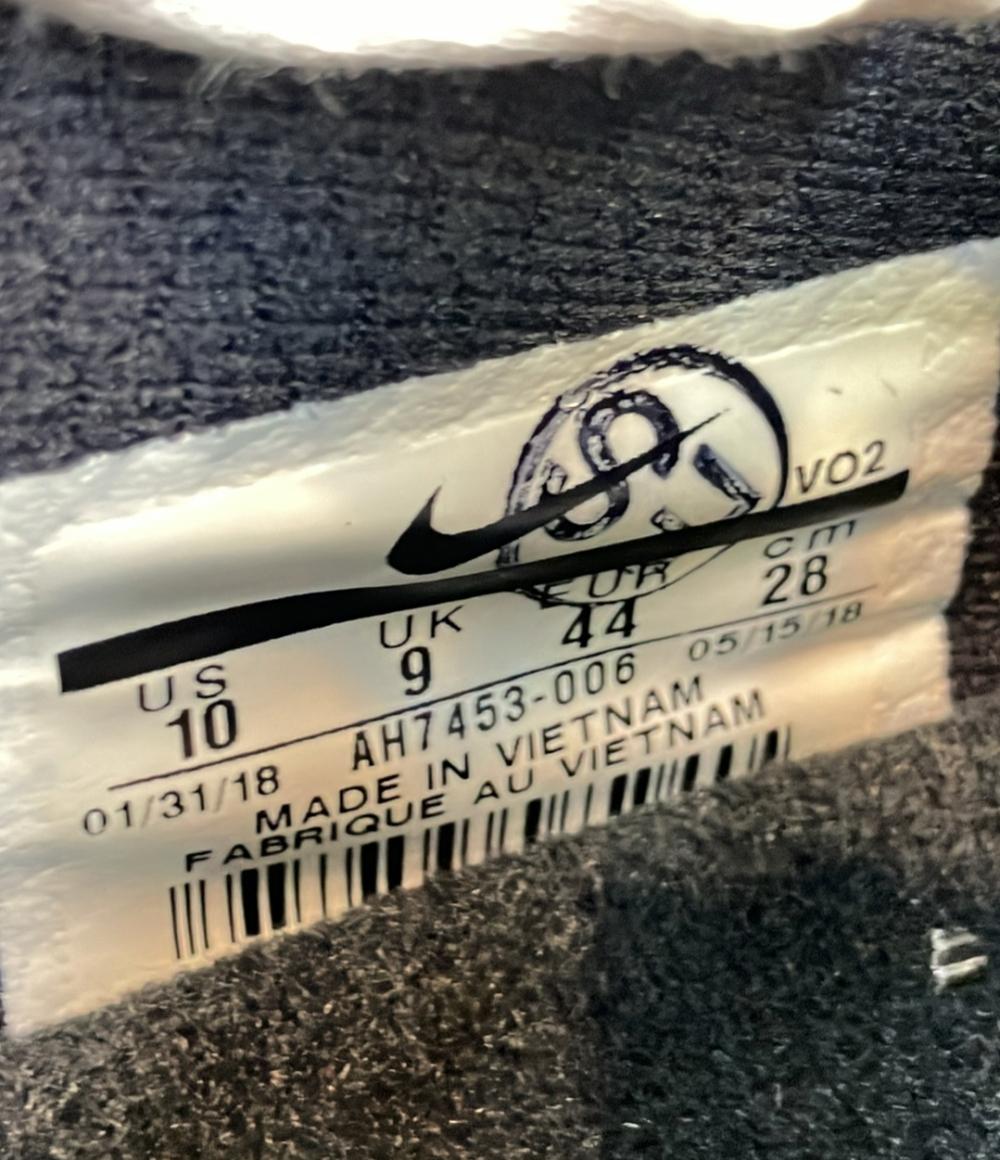 VO2
US UK EUR cm
10 9 44 28
01/31/18 AH7453-006 05/15/18
MADE IN VIETNAM
FABRIQUE AU VIETNAM